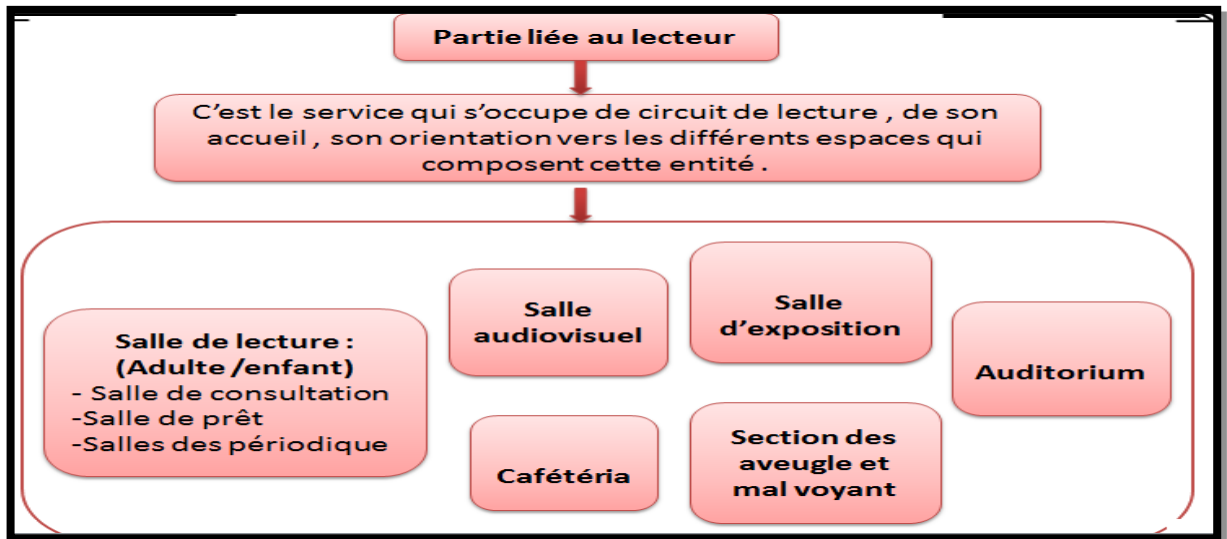 Partie liée au lecteur
C’est le service qui s’occupe de circuit de lecture , de son
accueil , son orientation vers les différents espaces qui
composent cette entité .
Salle de lecture :
(Adulte /enfant)
- Salle de consultation
-Salle de prêt
-Salles des périodique
Salle
audiovisuel
Salle
d’exposition
Auditorium
Cafétéria
Section des
aveugle et
mal voyant